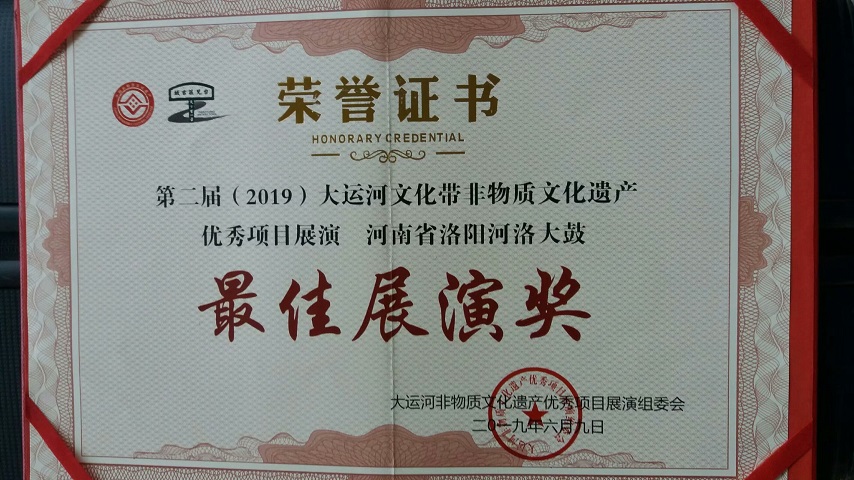 荣誉证书
HONORARY CREDENTIAL
第二届（2019）大运河文化带非物质文化遗产
优秀项目展演 河南省洛阳河洛大鼓
最佳展演奖
大运河非物质文化遗产优秀项目展演组委会
二〇一九年六月九日